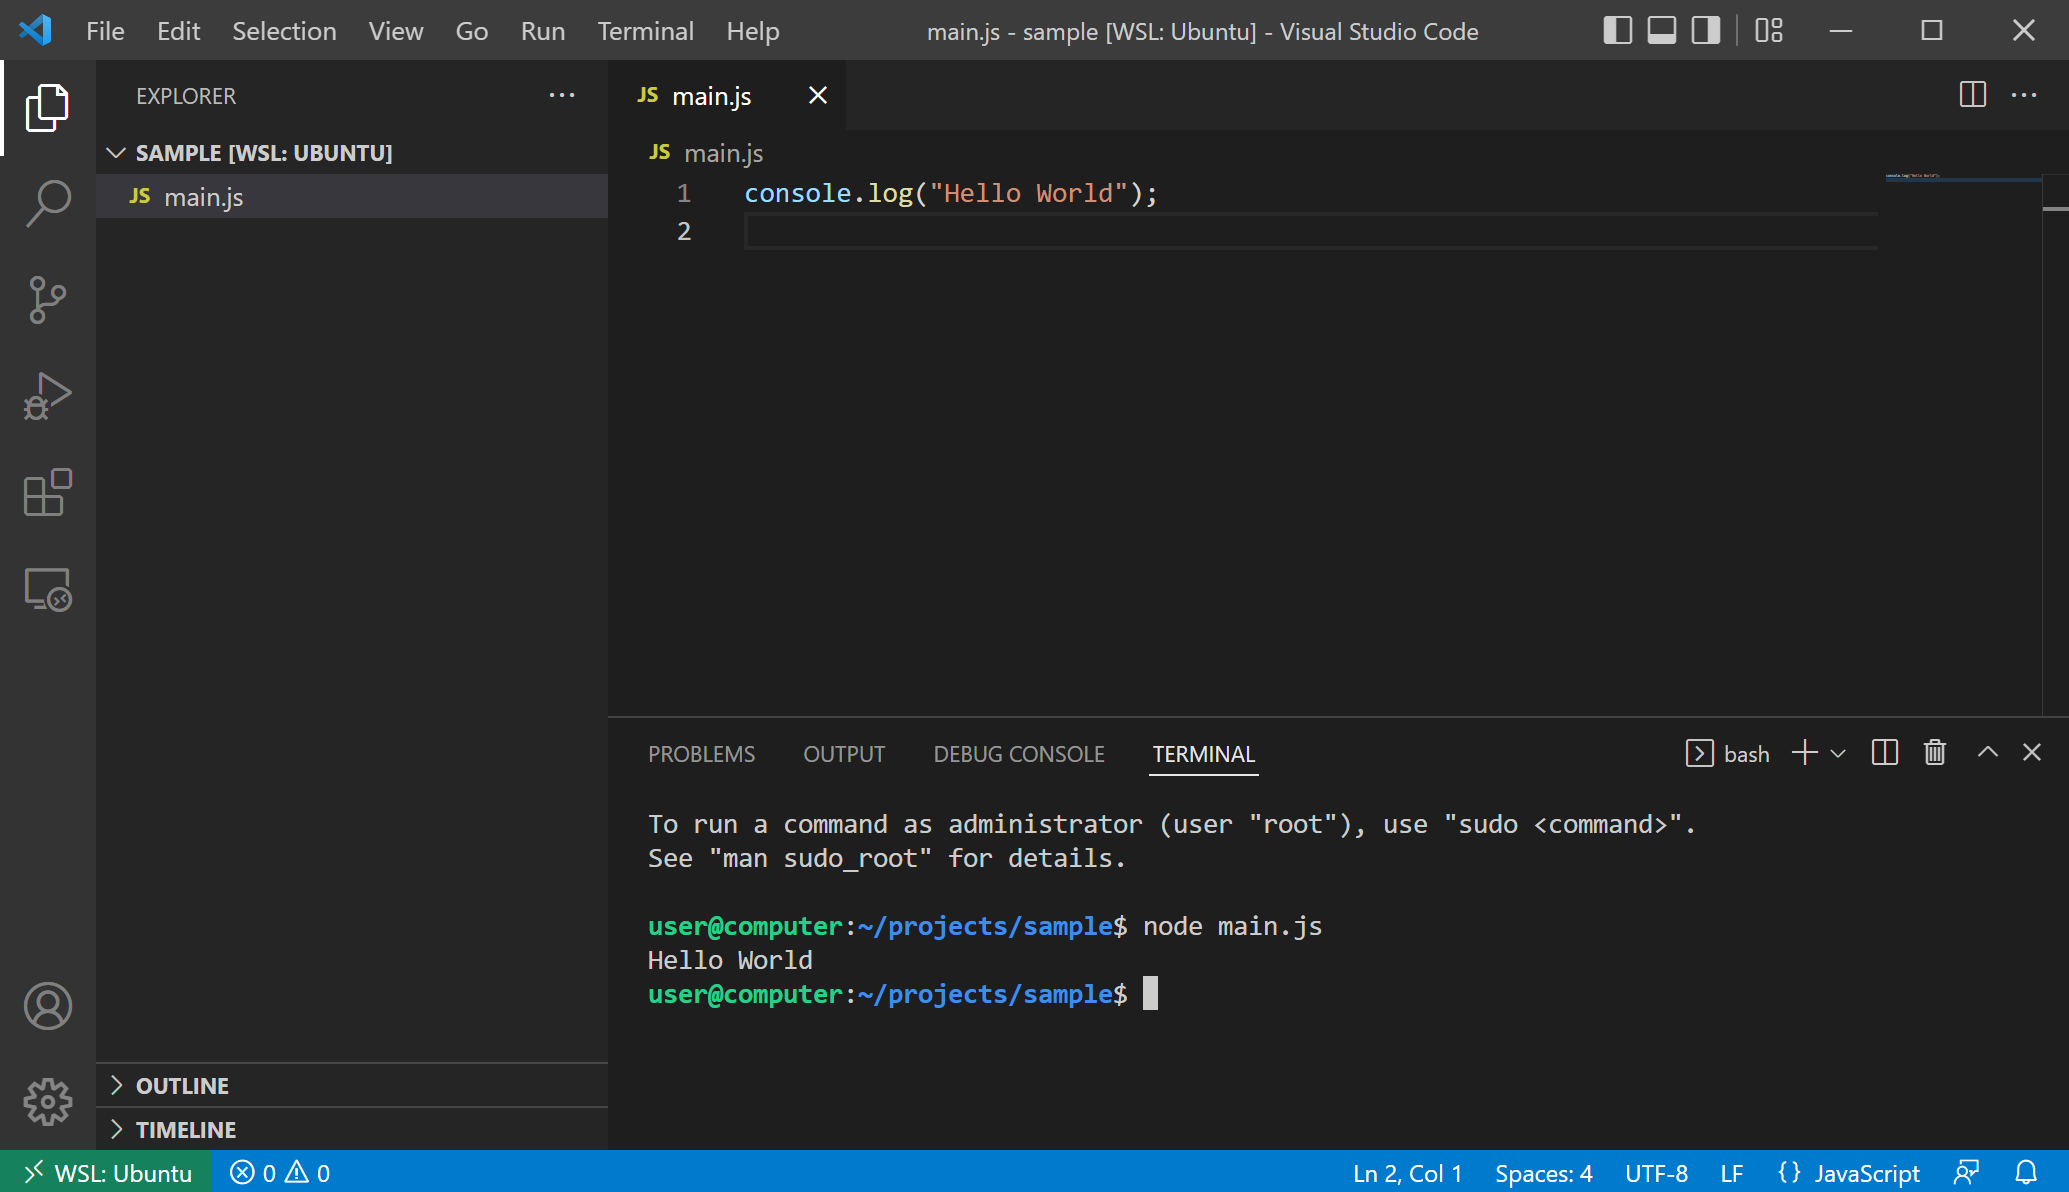 File Edit Selection View Go Run Terminal Help main.js - sample [WSL: Ubuntu] - Visual Studio Code
EXPLORER
SAMPLE [WSL: UBUNTU]
JS main.js
OUTLINE
TIMELINE
JS main.js
JS main.js
1 console.log("Hello World");
2
console.log("Hello World");
PROBLEMS OUTPUT DEBUG CONSOLE TERMINAL bash
To run a command as administrator (user "root"), use "sudo <command>".
See "man sudo_root" for details.
user@computer:~/projects/sample$ node main.js
Hello World
user@computer:~/projects/sample$
WSL: Ubuntu 0 0 Ln 2, Col 1 Spaces: 4 UTF-8 LF {} JavaScript